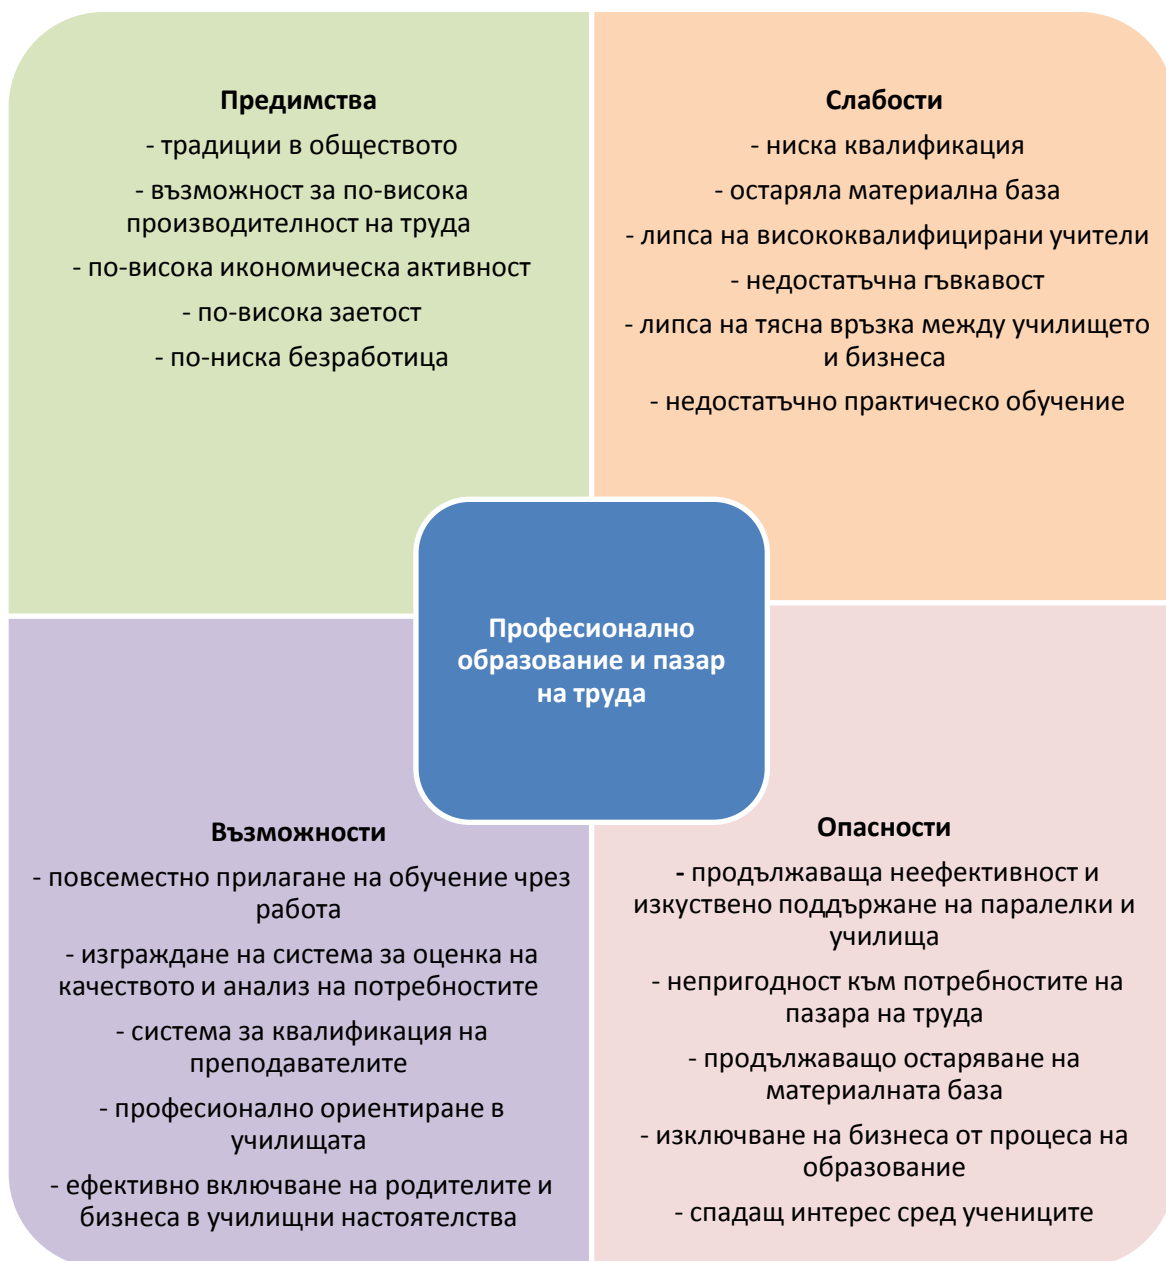 Предимства
- традиции в обществото
- възможност за по-висока
производителност на труда
- по-висока икономическа активност
- по-висока заетост
- по-ниска безработица
Слабости
- ниска квалификация
- остаряла материална база
- липса на висококвалифицирани учители
- недостатъчна гъвкавост
- липса на тясна връзка между училището
и бизнеса
- недостатъчно практическо обучение
Професионално
образование и пазар
на труда
Възможности
- повсеместно прилагане на обучение чрез
работа
- изграждане на система за оценка на
качеството и анализ на потребностите
- система за квалификация на
преподавателите
- професионално ориентиране в
училищата
- ефективно включване на родителите и
бизнеса в училищни настоятелства
Опасности
- продължаваща неефективност и
изкуствено поддържане на паралелки и
училища
- непригодност към потребностите на
пазара на труда
- продължаващо остаряване на
материалната база
- изключване на бизнеса от процеса на
образование
- спадащ интерес сред учениците